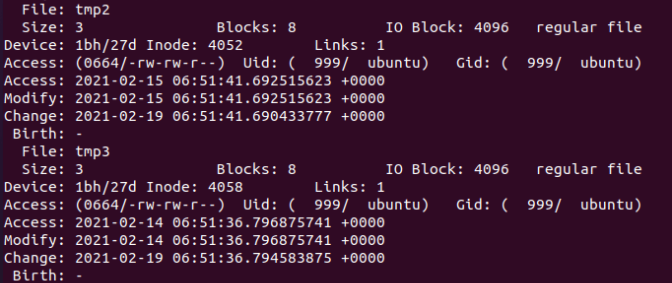 File: tmp2
Size: 3 Blocks: 8 IO Block: 4096 regular file
Device: 1bh/27d Inode: 4052 Links: 1
Access: (0664/-rw-rw-r--) Uid: ( 999/ ubuntu) Gid: ( 999/ ubuntu)
Access: 2021-02-15 06:51:41.692515623 +0000
Modify: 2021-02-15 06:51:41.692515623 +0000
Change: 2021-02-19 06:51:41.690433777 +0000
Birth: -
File: tmp3
Size: 3 Blocks: 8 IO Block: 4096 regular file
Device: 1bh/27d Inode: 4058 Links: 1
Access: (0664/-rw-rw-r--) Uid: ( 999/ ubuntu) Gid: ( 999/ ubuntu)
Access: 2021-02-14 06:51:36.796875741 +0000
Modify: 2021-02-14 06:51:36.796875741 +0000
Change: 2021-02-19 06:51:36.794583875 +0000
Birth: -